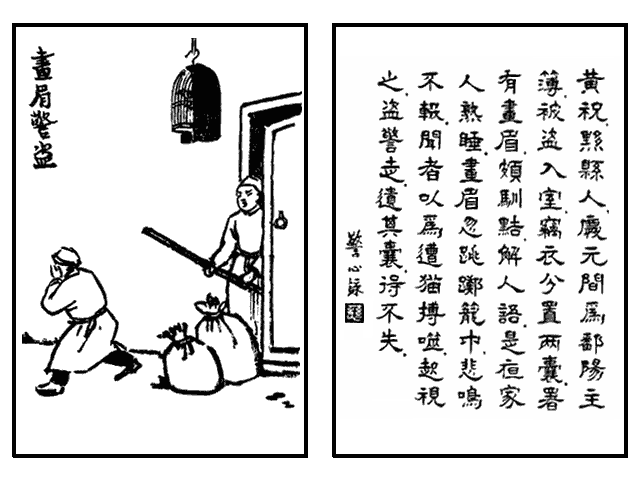 畫眉警盜
黃祝.黟縣人.慶元間爲鄱陽主
簿.被盜入室.竊衣分置兩囊.署
有畫眉.頗馴黠.解人語.是夜家
人熟睡.畫眉忽跳躑籠中.悲鳴
不輟.聞者以爲遭猫搏噬.起視
之.盜警走.遺其囊.得不失.
警心錄